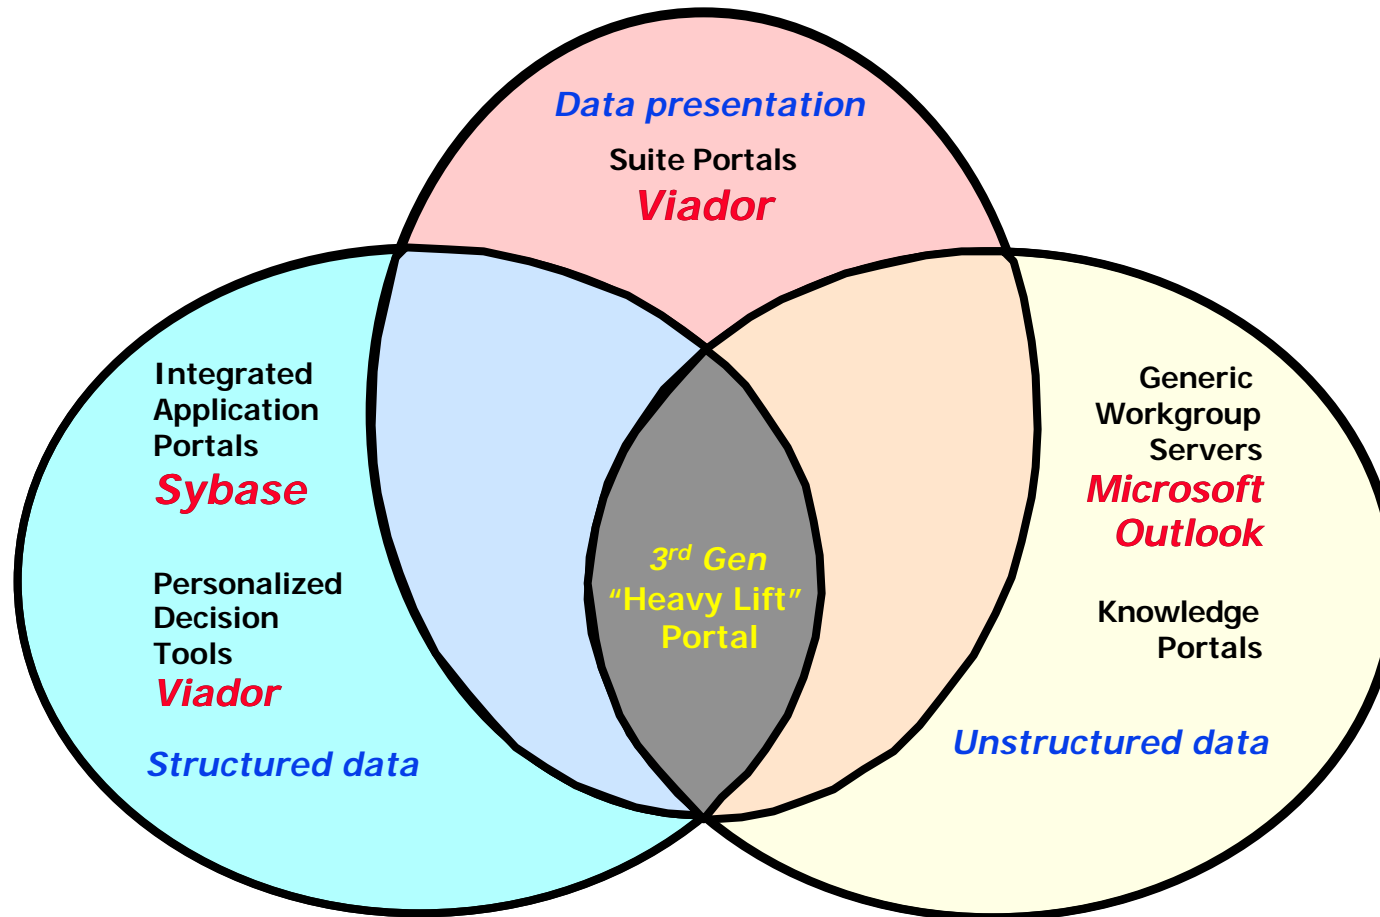 Data presentation
Suite Portals
Viador
Integrated
Application
Portals
Sybase
Personalized
Decision
Tools
Viador
Structured data
3rd Gen
“Heavy Lift”
Portal
Generic
Workgroup
Servers
Microsoft
Outlook
Knowledge
Portals
Unstructured data